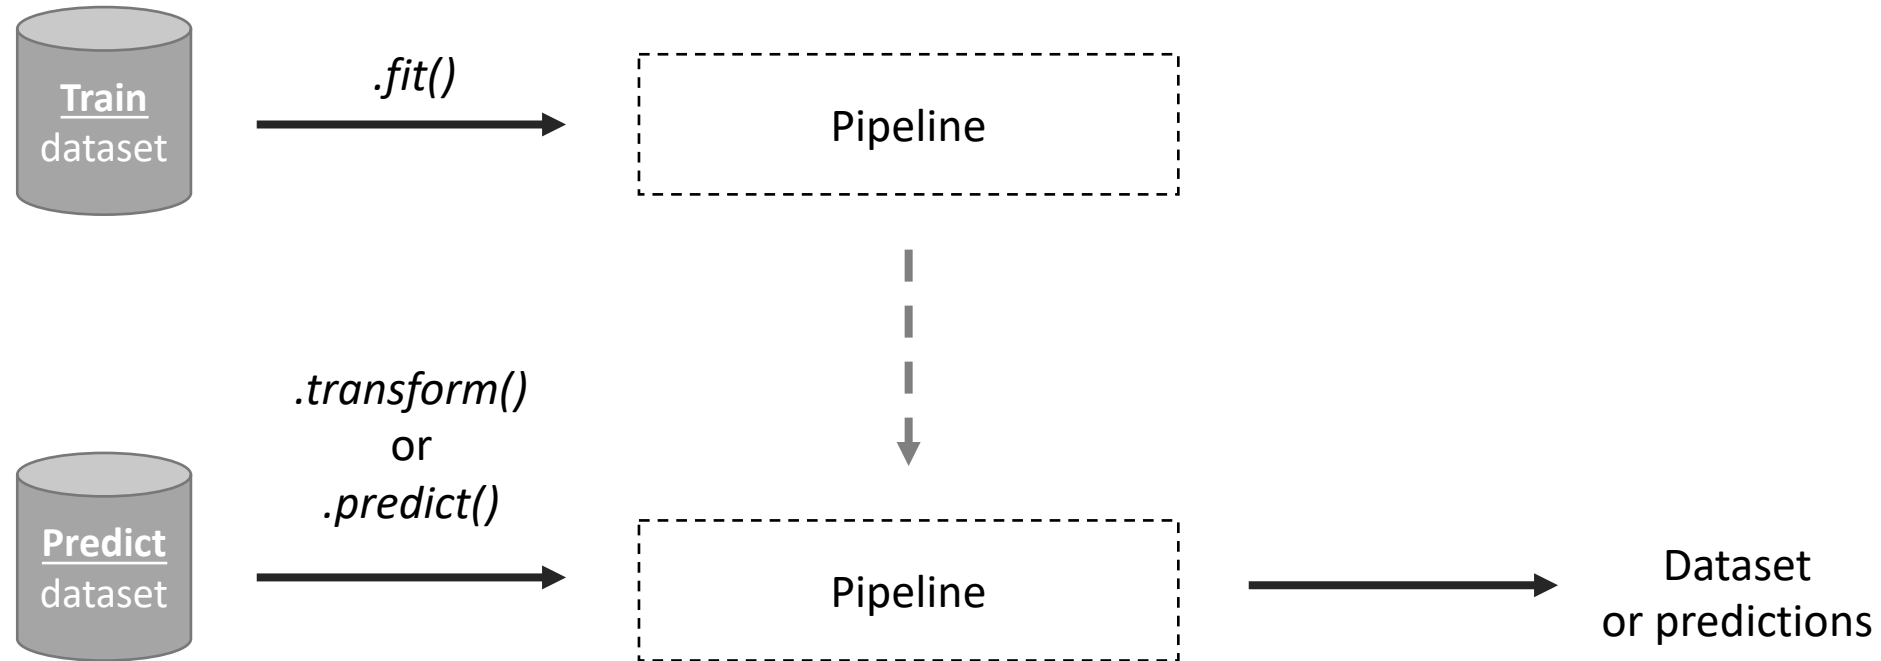 Train
dataset
.fit()
Pipeline
.transform()
or
.predict()
Predict
dataset
Pipeline
Dataset
or predictions